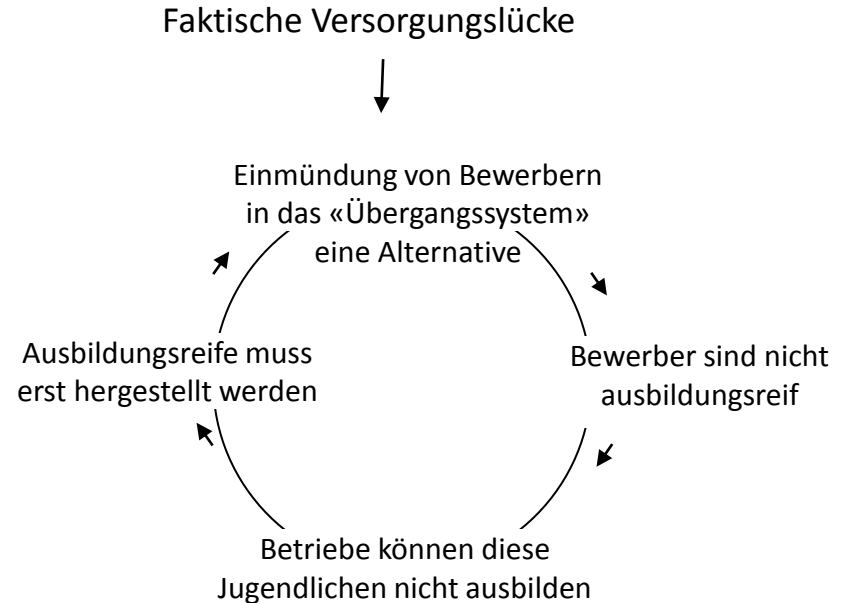 Faktische Versorgungslücke
Einmündung von Bewerbern
in das «Übergangssystem»
eine Alternative
Bewerber sind nicht
ausbildungsreif
Betriebe können diese
Jugendlichen nicht ausbilden
Ausbildungsreife muss
erst hergestellt werden